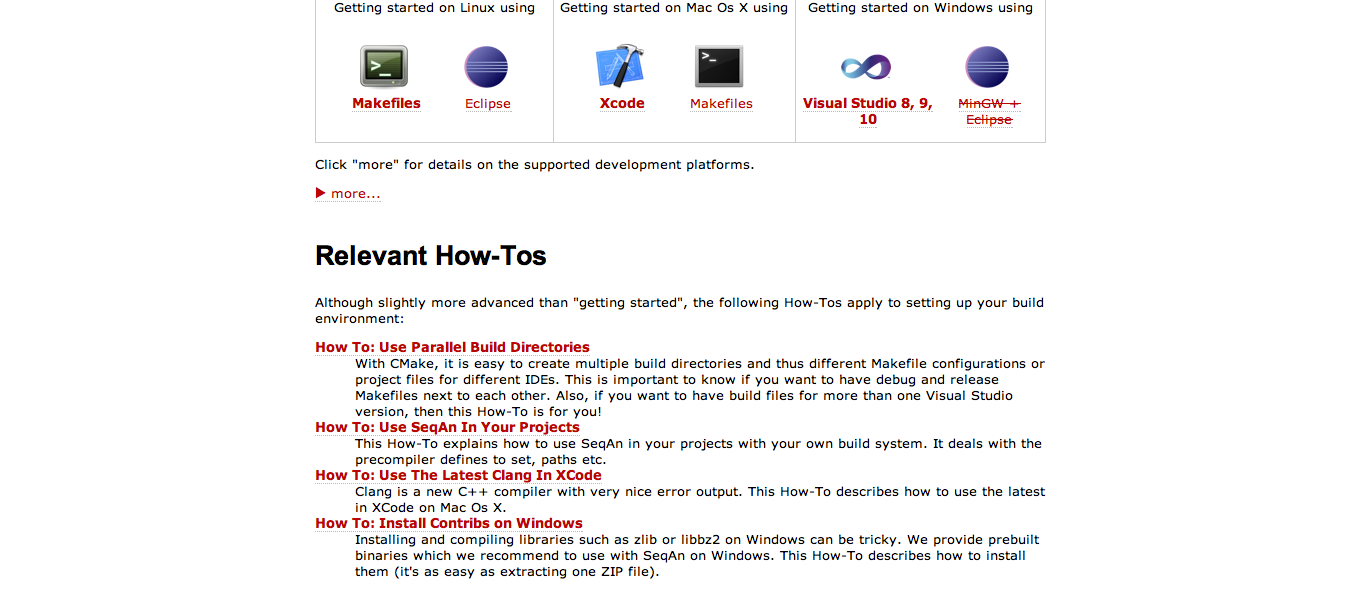 Getting started on Linux using
Getting started on Mac Os X using
Getting started on Windows using
>_
>_
Makefiles
Eclipse
Xcode
Makefiles
Visual Studio 8, 9,
10
MinGW +
Eclipse
Click "more" for details on the supported development platforms.
▶ more...
Relevant How-Tos
Although slightly more advanced than "getting started", the following How-Tos apply to setting up your build
environment:
How To: Use Parallel Build Directories
With CMake, it is easy to create multiple build directories and thus different Makefile configurations or
project files for different IDEs. This is important to know if you want to have debug and release
Makefiles next to each other. Also, if you want to have build files for more than one Visual Studio
version, then this How-To is for you!
How To: Use SeqAn In Your Projects
This How-To explains how to use SeqAn in your projects with your own build system. It deals with the
precompiler defines to set, paths etc.
How To: Use The Latest Clang In XCode
Clang is a new C++ compiler with very nice error output. This How-To describes how to use the latest
in XCode on Mac Os X.
How To: Install Contribs on Windows
Installing and compiling libraries such as zlib or libbz2 on Windows can be tricky. We provide prebuilt
binaries which we recommend to use with SeqAn on Windows. This How-To describes how to install
them (it's as easy as extracting one ZIP file).